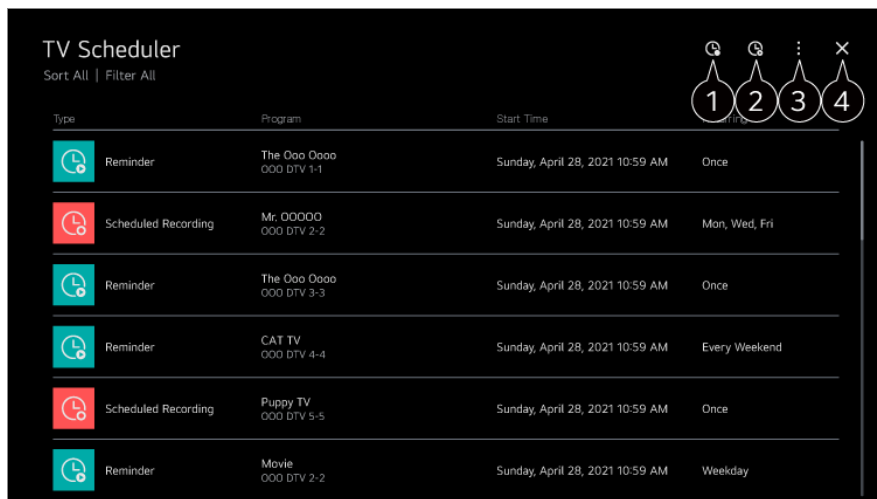 TV Scheduler
Sort All | Filter All
1 2 3 4
Type Program Start Time
Reminder The Ooo Oooo Sunday, April 28, 2021 10:59 AM Once
OOO DTV 1-1
Scheduled Recording Mr. OOOOO Sunday, April 28, 2021 10:59 AM Mon, Wed, Fri
OOO DTV 2-2
Reminder The Ooo Oooo Sunday, April 28, 2021 10:59 AM Once
OOO DTV 3-3
Reminder CAT TV Sunday, April 28, 2021 10:59 AM Every Weekend
OOO DTV 4-4
Scheduled Recording Puppy TV Sunday, April 28, 2021 10:59 AM Once
OOO DTV 5-5
Reminder Movie Sunday, April 28, 2021 10:59 AM Weekday
OOO DTV 2-2